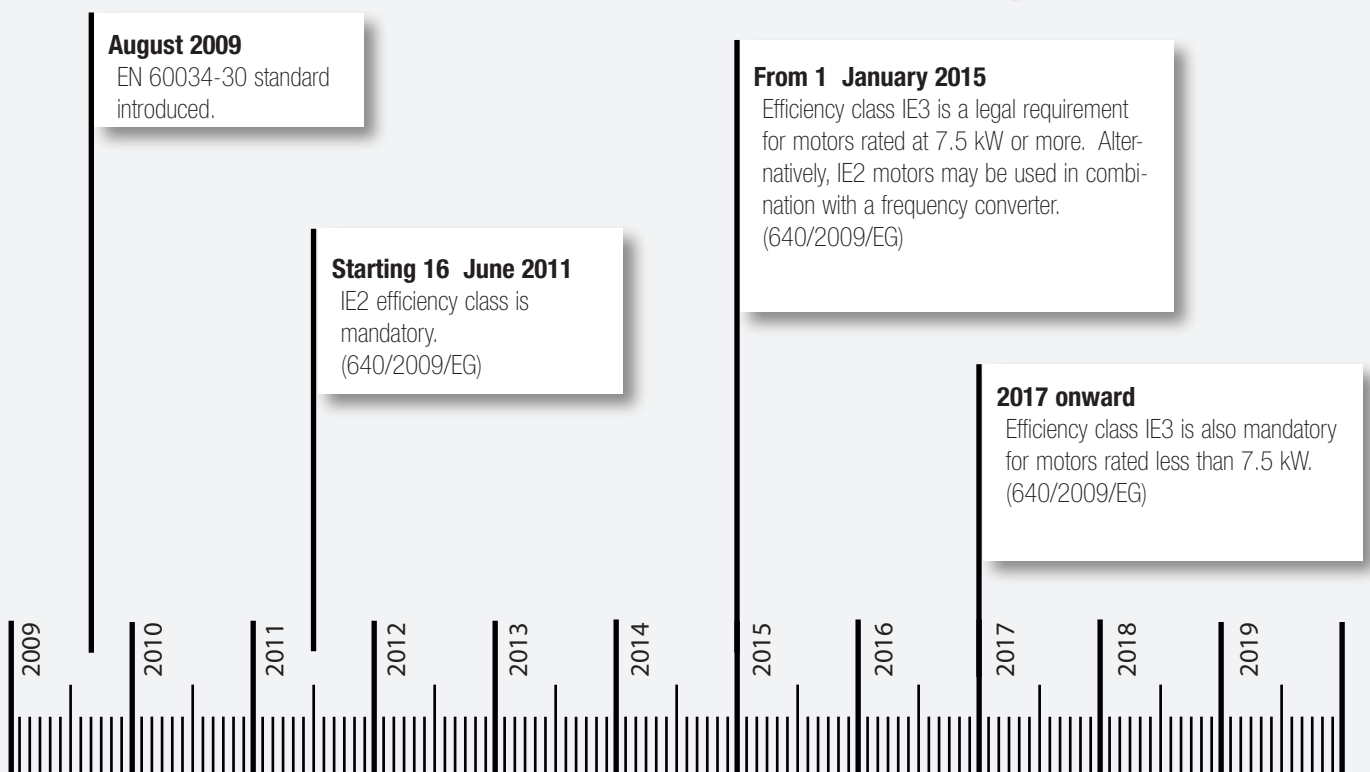 August 2009
EN 60034-30 standard
introduced.
From 1 January 2015
Efficiency class IE3 is a legal requirement
for motors rated at 7.5 kW or more. Alter-
natively, IE2 motors may be used in combi-
nation with a frequency converter.
(640/2009/EG)
Starting 16 June 2011
IE2 efficiency class is
mandatory.
(640/2009/EG)
2017 onward
Efficiency class IE3 is also mandatory
for motors rated less than 7.5 kW.
(640/2009/EG)
2009
2010
2011
2012
2013
2014
2015
2016
2017
2018
2019